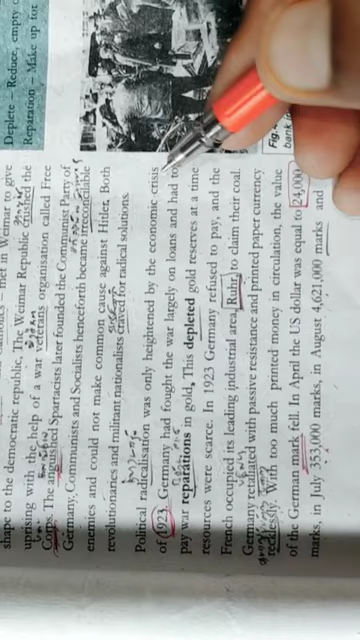 Deplete – Reduce, empty
Reparation – Make up for
Fig.
bank
met in Weimar to give
shape to the democratic republic, The Weimar Republic crushed the
uprising with the help of a war veterans organisation called Free
Corps. The anguished Spartacists later founded the Communist Party of
Germany. Communists and Socialists henceforth became irreconcilable
enemies and could not make common cause against Hitler. Both
revolutionaries and militant nationalists craved for radical solutions.
Political radicalisation was only heightened by the economic crisis
of 1923. Germany had fought the war largely on loans and had to
pay war reparations in gold. This depleted gold reserves at a time
resources were scarce. In 1923 Germany refused to pay, and the
French occupied its leading industrial area, Ruhr, to claim their coal.
Germany retaliated with passive resistance and printed paper currency
recklessly. With too much printed money in circulation, the value
of the German mark fell. In April the US dollar was equal to 24,000
marks, in July 353,000 marks, in August 4,621,000 marks and